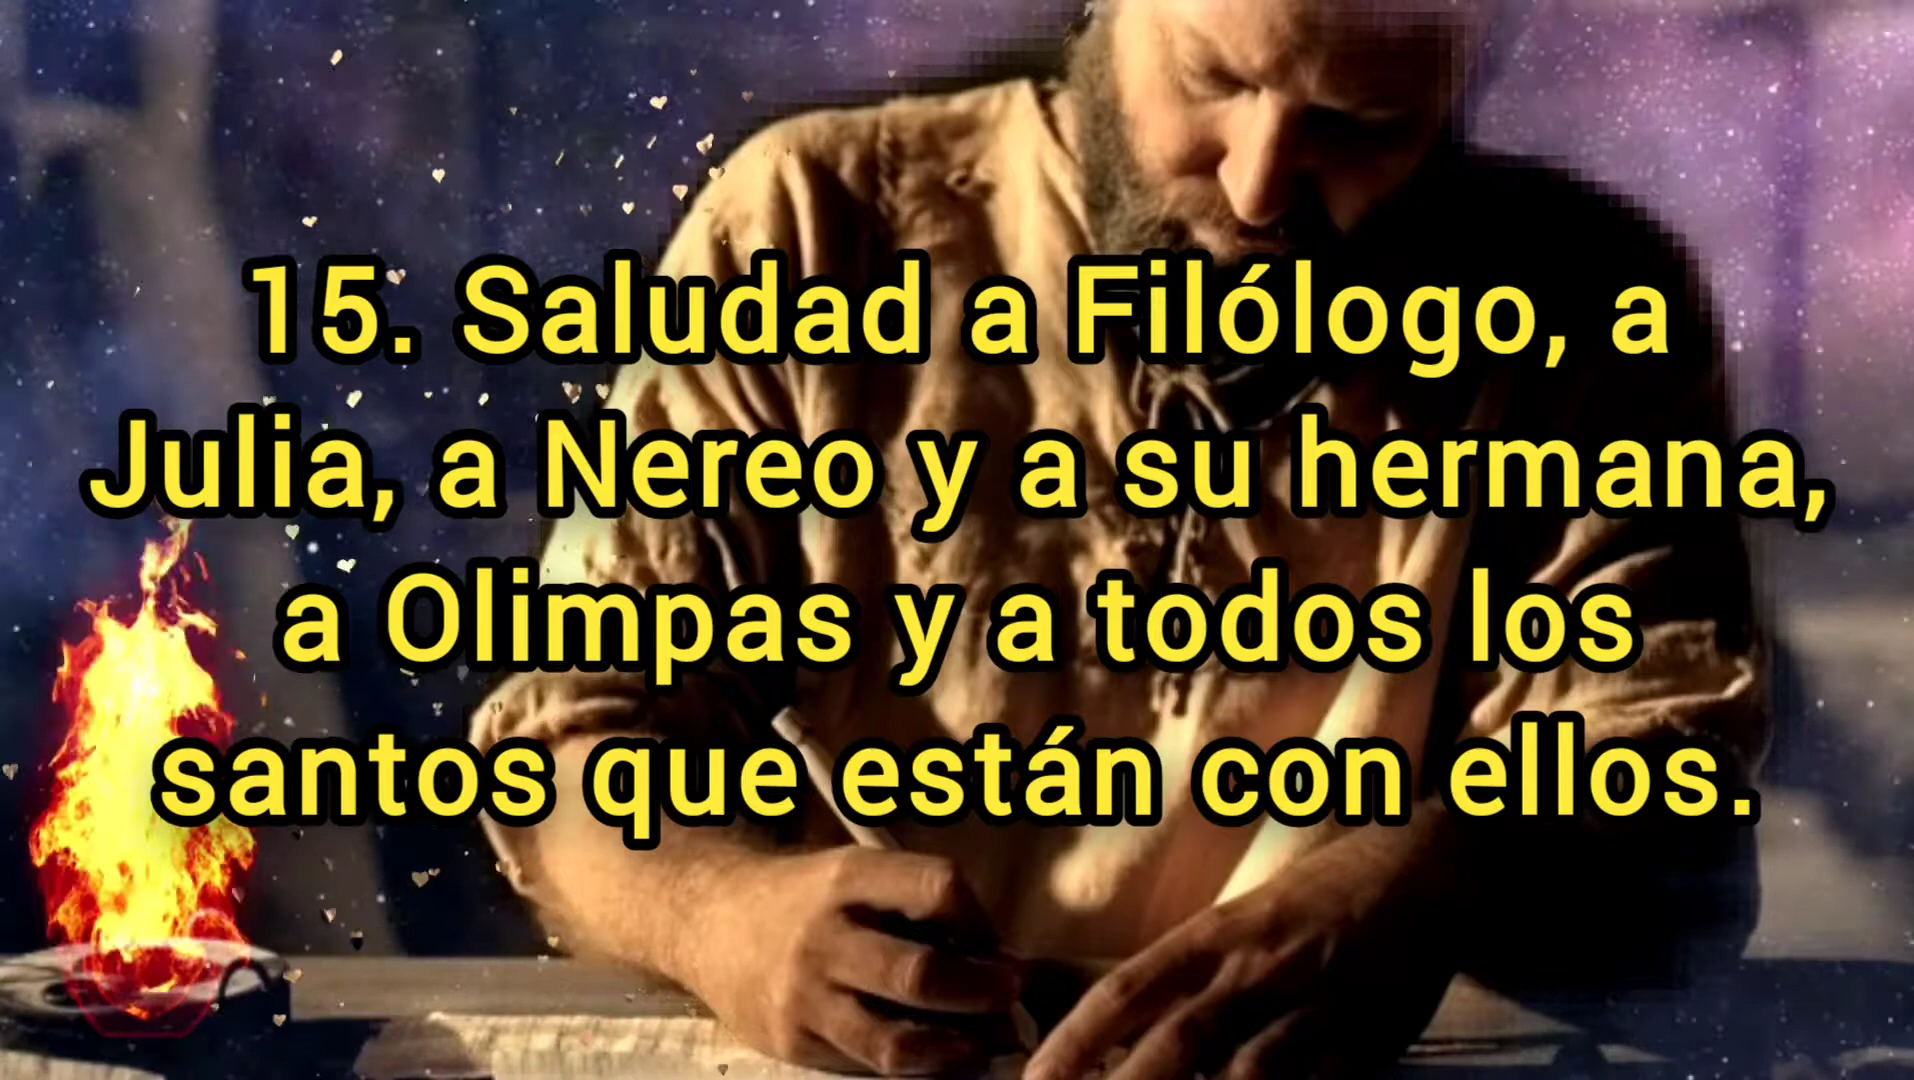 15. Saludad a Filólogo, a
Julia, a Nereo y a su hermana,
a Olimpas y a todos los
santos que están con ellos.